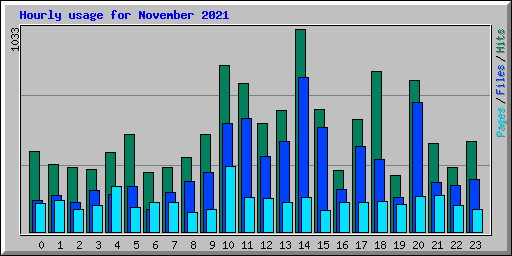 Hourly usage for November 2021
1033
Pages/Files/Hits
0 1 2 3 4 5 6 7 8 9 10 11 12 13 14 15 16 17 18 19 20 21 22 23